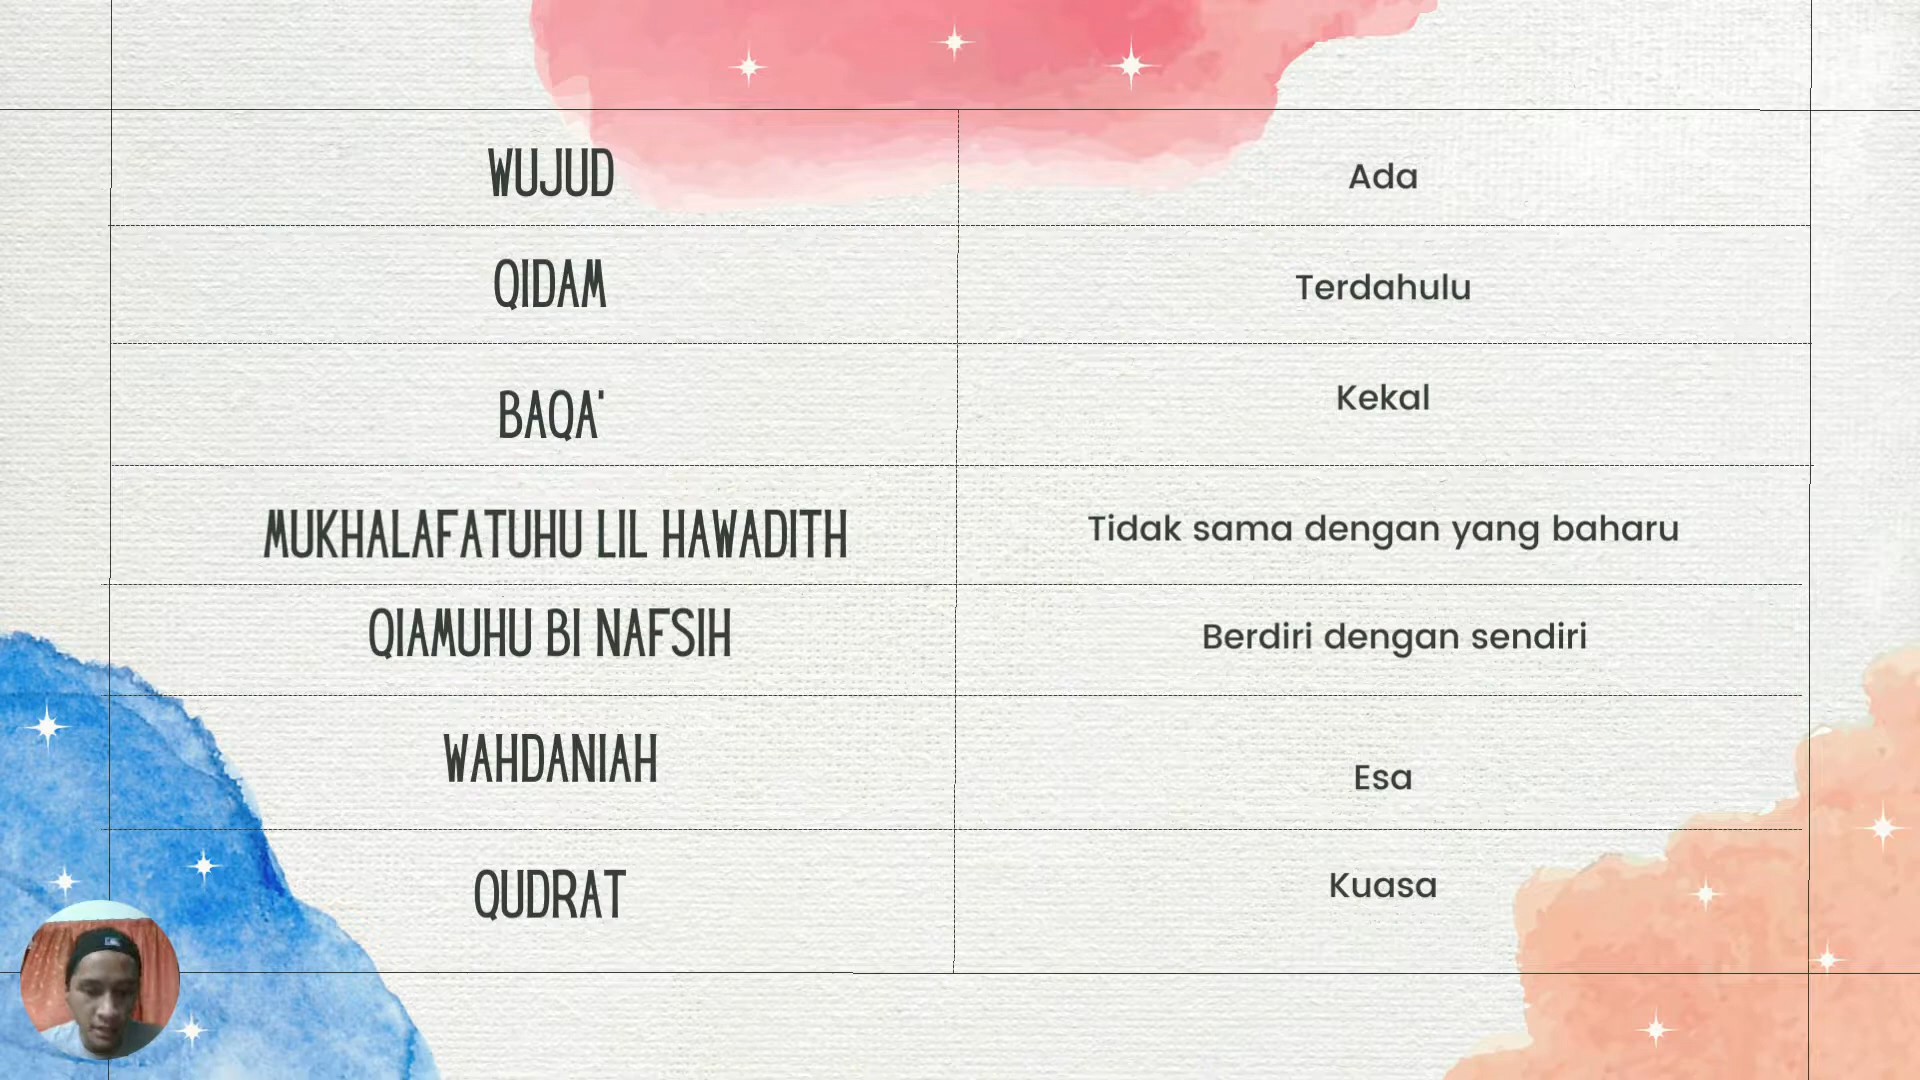 WUJUD
Ada
QIDAM
Terdahulu
BAQA'
Kekal
MUKHALAFATUHU LIL HAWADITH
Tidak sama dengan yang baharu
QIAMUHU BI NAFSIH
Berdiri dengan sendiri
WAHDANIAH
Esa
QUDRAT
Kuasa